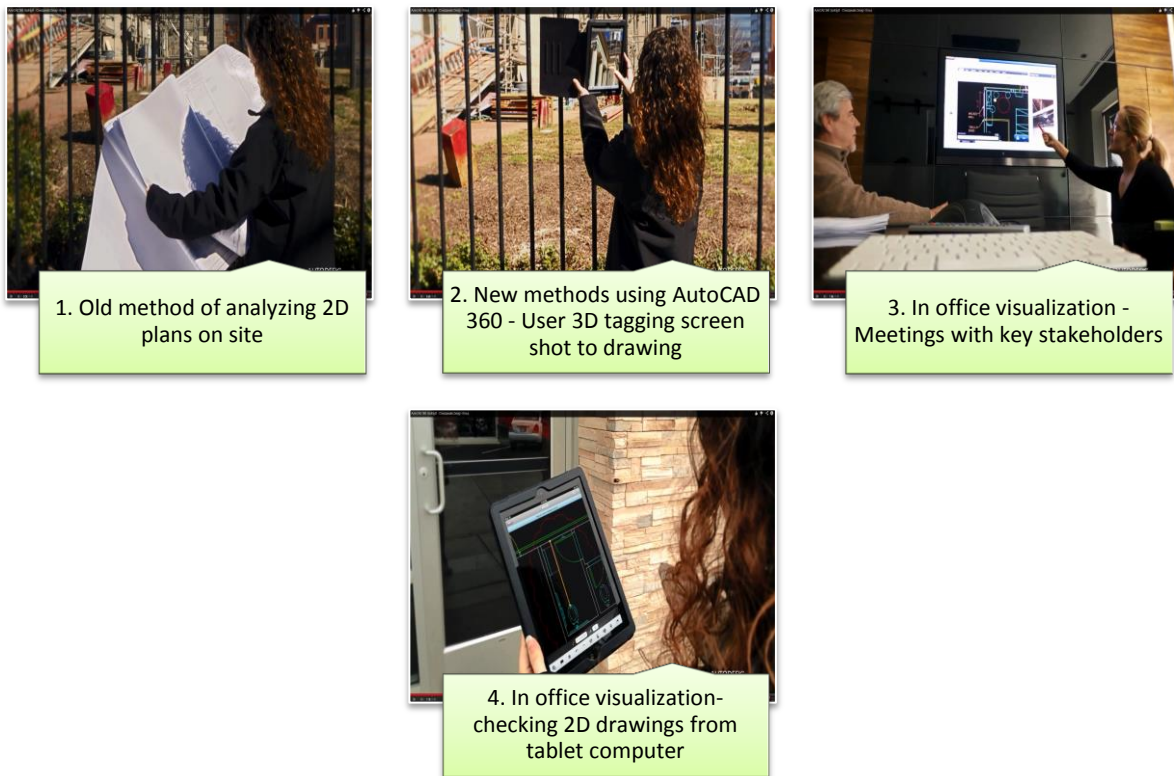 1. Old method of analyzing 2D
plans on site
2. New methods using AutoCAD
360 - User 3D tagging screen
shot to drawing
3. In office visualization -
Meetings with key stakeholders
4. In office visualization-
checking 2D drawings from
tablet computer